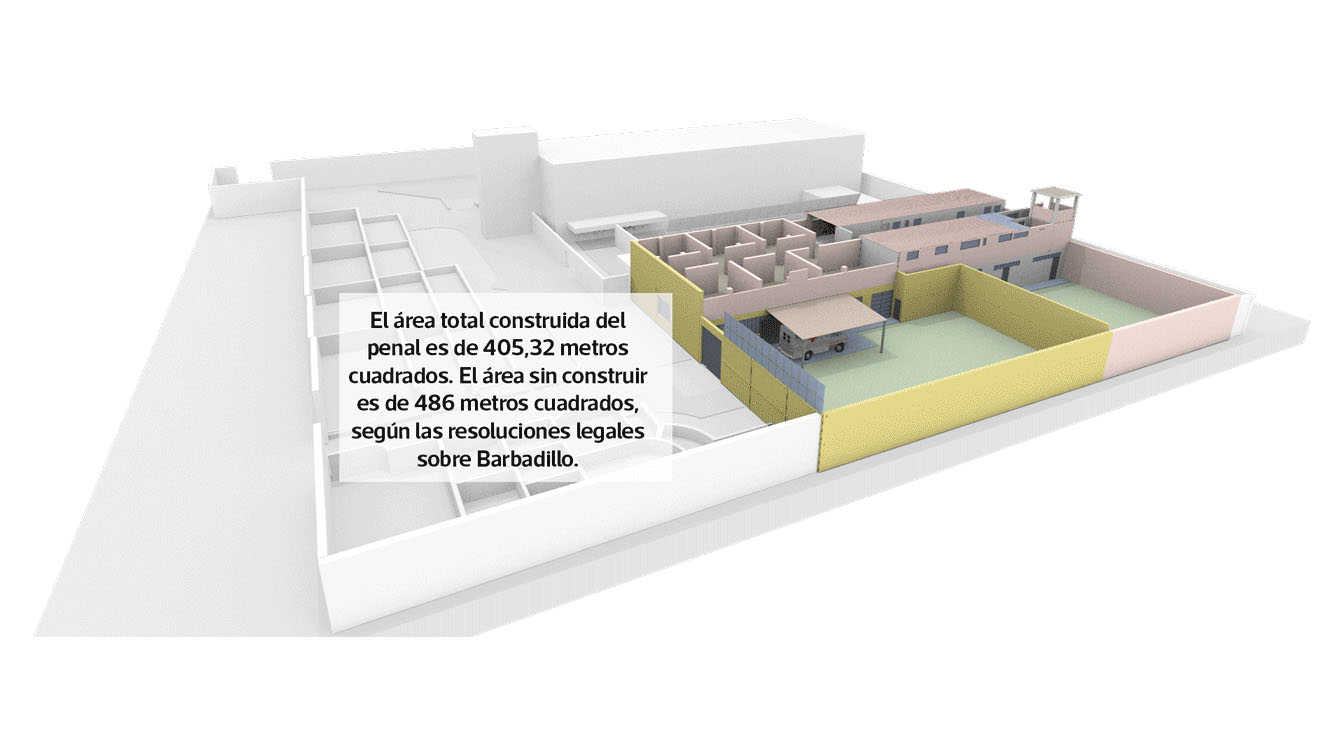 El área total construida del
penal es de 405,32 metros
cuadrados. El área sin construir
es de 486 metros cuadrados,
según las resoluciones legales
sobre Barbadillo.